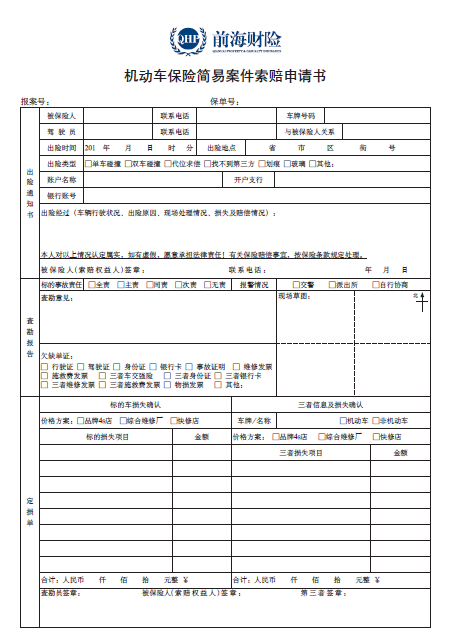 QHI 前海财险
QIANHAI PROPERTY & CASUALTY INSURANCE
机动车保险简易案件索赔申请书
报案号： 保单号：
出险通知书
被保险人 联系电话 车牌号码
驾驶员 联系电话 与被保险人关系
出险时间 201 年 月 日 时 分 出险地点 省 市 区 街 号
出险类型 □单车碰撞 □双车碰撞 □代位求偿 □找不到第三方 □划痕 □玻璃 □其他：
账户名称 开户支行
银行账号
出险经过（车辆行驶状况、出险原因、现场处理情况、损失及赔偿情况）：
本人对以上情况认定属实，如有虚假，愿意承担法律责任！有关保险赔偿事宜，按保险条款规定处理。
被保险人（索赔权益人）签章： 联系电话： 年 月 日
查勘报告
标的事故责任 □全责 □主责 □同责 □次责 □无责 报警情况 □交警 □派出所 □自行协商
查勘意见： 现场草图： 北
欠缺单证：
□ 行驶证 □ 驾驶证 □ 身份证 □ 银行卡 □ 事故证明 □ 维修发票
□ 施救费发票 □ 三者车交强险 □ 三者身份证 □ 三者银行卡
□ 三者维修发票 □ 三者施救费发票 □ 物损发票 □ 其他：
定损单
标的车损失确认 三者信息及损失确认
价格方案：□品牌4s店 □综合维修厂 □快修店 车牌/名称 □机动车 □非机动车
标的损失项目 金额 价格方案： □品牌4s店 □综合维修厂 □快修店
三者损失项目 金额
合计：人民币 仟 佰 拾 元整 ￥ 合计：人民币 仟 佰 拾 元整 ￥
查勘员签章： 被保险人（索赔权益人）签章： 第三者签章：